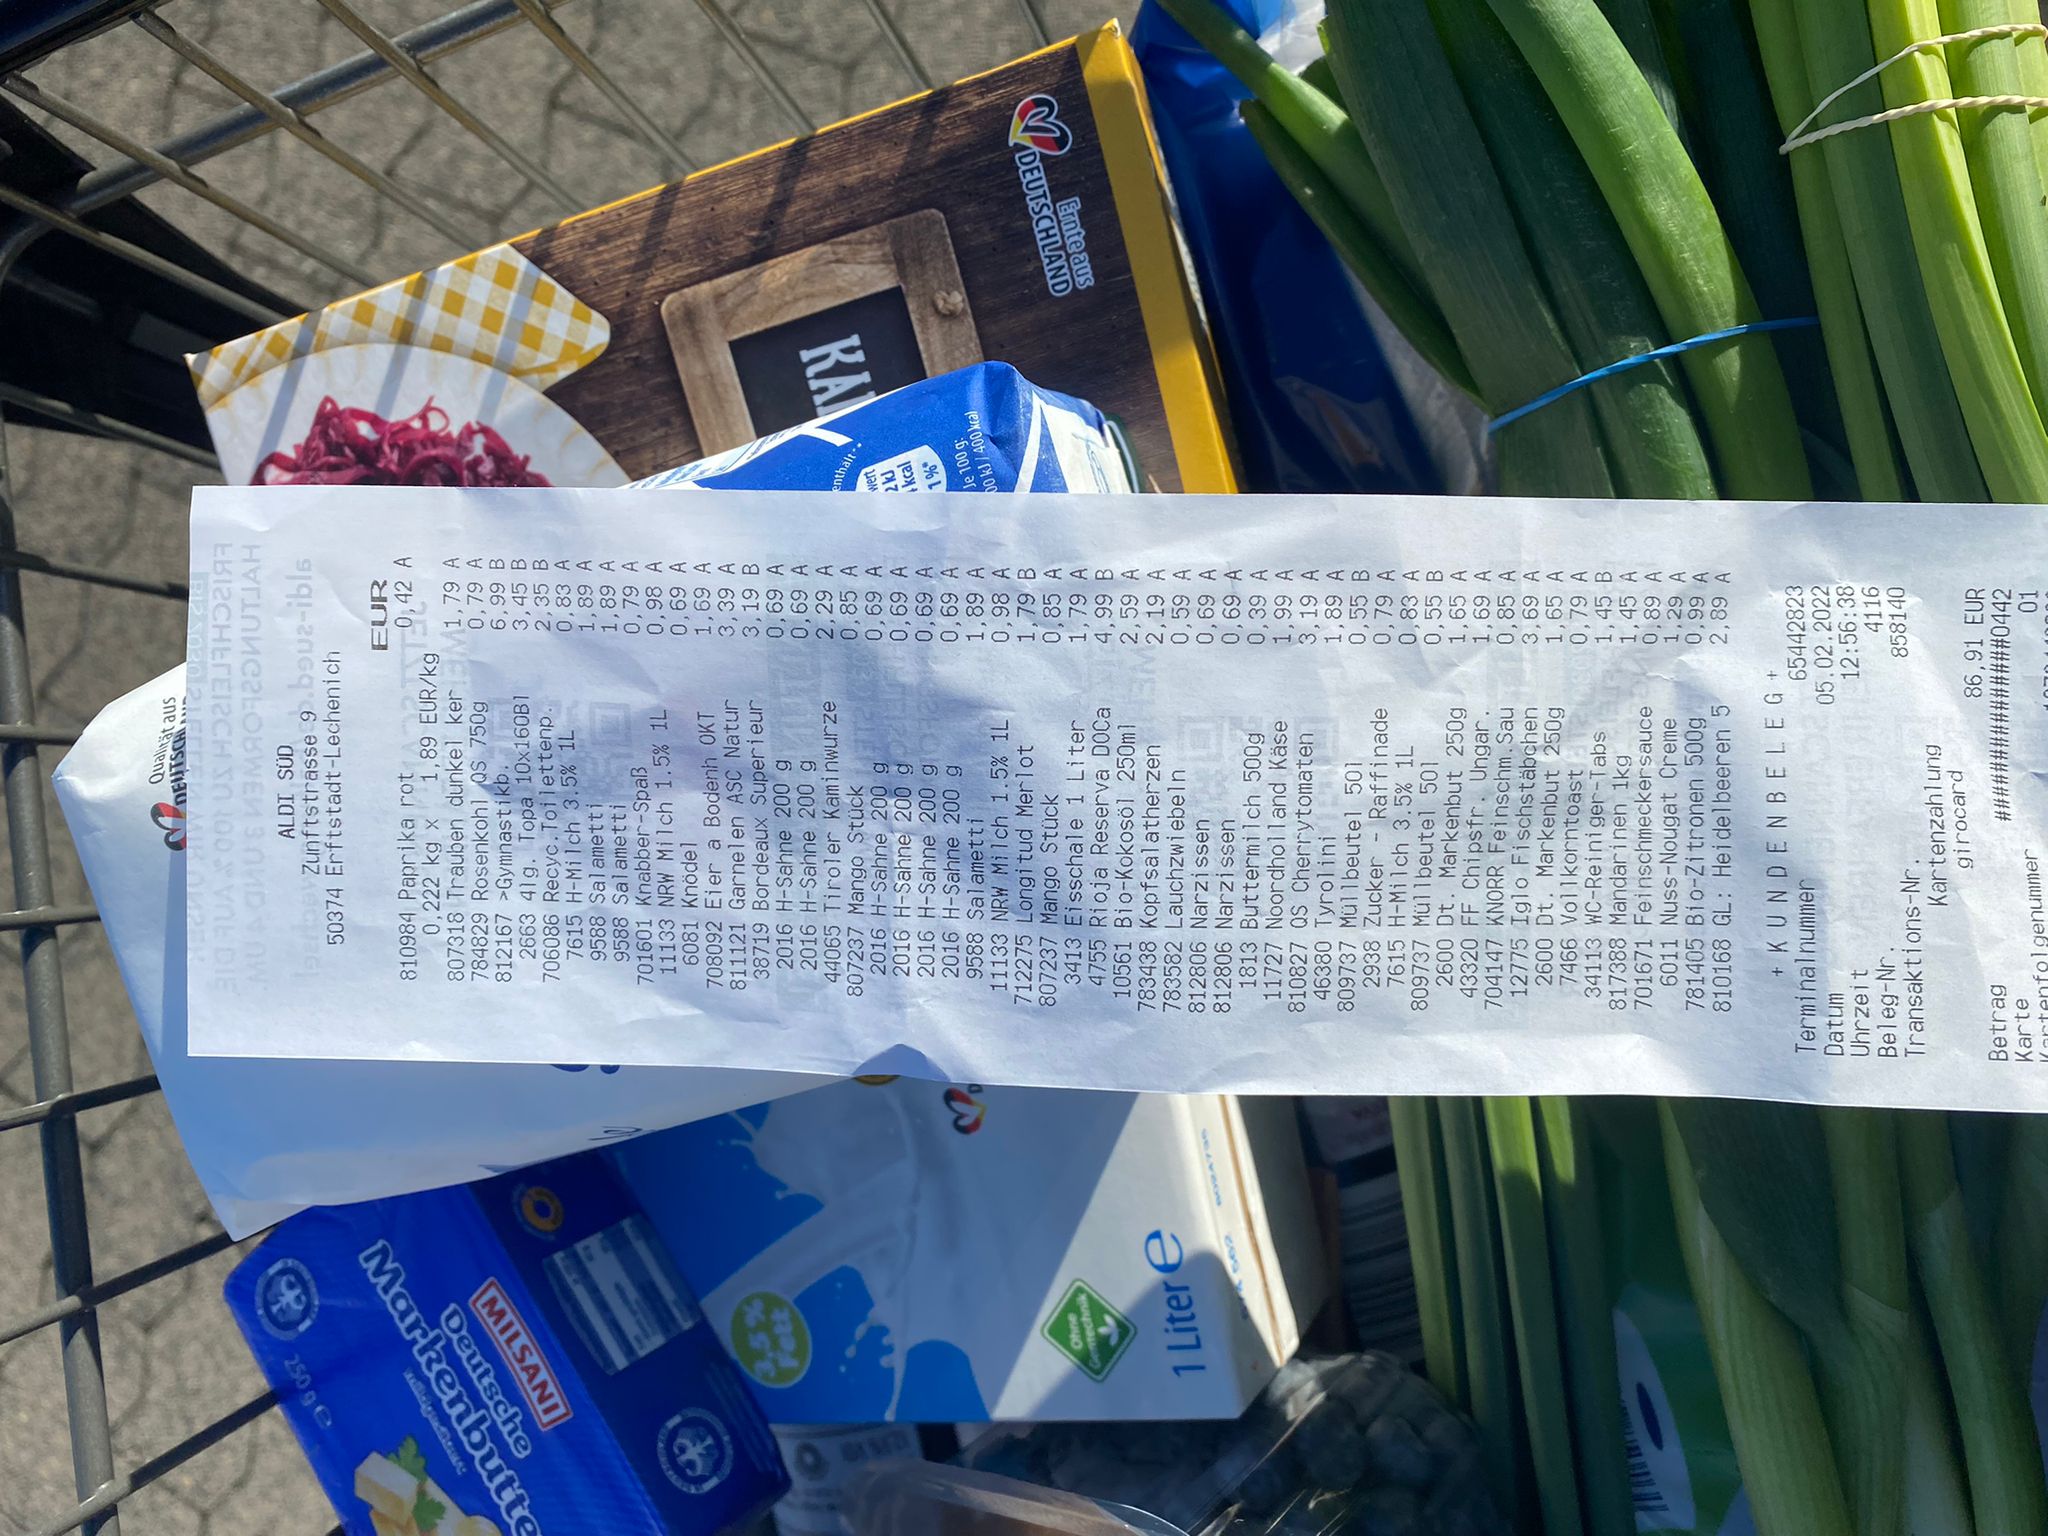 Qualität aus
DEUTSCHLAND
ALDI SÜD
Zunftstrasse 9
50374 Erftstadt-Lechenich
EUR
810984 Paprika rot 0,42 A
0,222 kg x 1,89 EUR/kg
807318 Trauben dunkel ker 1,79 A
784829 Rosenkohl QS 750g 0,79 A
812167 >Gymnastikb. 6,99 B
2663 4lg. Topa 10x160Bl 3,45 B
706086 Recyc.Toilettenp. 2,35 B
7615 H-Milch 3.5% 1L 0,83 A
9588 Salametti 1,89 A
9588 Salametti 1,89 A
701601 Knabber-Spaß 0,79 A
11133 NRW Milch 1.5% 1L 0,98 A
6081 Knödel 0,69 A
708092 Eier a Bodenh OKT 1,69 A
811121 Garnelen ASC Natur 3,39 A
38719 Bordeaux Superieur 3,19 B
2016 H-Sahne 200 g 0,69 A
2016 H-Sahne 200 g 0,69 A
44065 Tiroler Kaminwurze 2,29 A
807237 Mango Stück 0,85 A
2016 H-Sahne 200 g 0,69 A
2016 H-Sahne 200 g 0,69 A
2016 H-Sahne 200 g 0,69 A
2016 H-Sahne 200 g 0,69 A
9588 Salametti 1,89 A
11133 NRW Milch 1.5% 1L 0,98 A
712275 Longitud Merlot 1,79 B
807237 Mango Stück 0,85 A
3413 Eisschale 1 Liter 1,79 A
4755 Rioja Reserva DOCa 4,99 B
10561 Bio-Kokosöl 250ml 2,59 A
783438 Kopfsalatherzen 2,19 A
783582 Lauchzwiebeln 0,59 A
812806 Narzissen 0,69 A
812806 Narzissen 0,69 A
1813 Buttermilch 500g 0,39 A
11727 Noordholland Käse 1,99 A
810827 QS Cherrytomaten 3,19 A
46380 Tyrolini 1,89 A
809737 Müllbeutel 50l 0,55 B
2938 Zucker - Raffinade 0,79 A
7615 H-Milch 3.5% 1L 0,83 A
809737 Müllbeutel 50l 0,55 B
2600 Dt. Markenbut 250g 1,65 A
43320 FF Chipsfr. Ungar. 1,69 A
704147 KNORR Feinschm.Sau 0,85 A
12775 Iglo Fischstäbchen 3,69 A
2600 Dt. Markenbut 250g 1,65 A
7466 Vollkorntoast 0,79 A
34113 WC-Reiniger-Tabs 1,45 B
817388 Mandarinen 1kg 1,45 A
701671 Feinschmeckersauce 0,89 A
6011 Nuss-Nougat Creme 1,29 A
781405 Bio-Zitronen 500g 0,99 A
810168 GL: Heidelbeeren 5 2,89 A
+ K U N D E N B E L E G +
Terminalnummer 65442823
Datum 05.02.2022
Uhrzeit 12:56:38
Beleg-Nr. 4116
Transaktions-Nr. 858140
Kartenzahlung
girocard
Betrag 86,91 EUR
Karte ###############0442
Kartenfolgenummer 01
250g e
MILSANI
Deutsche
Markenbutter
3.5%
Fett
Ohne
Gentechnik
1 Liter e
enthält
wert
kJ
kcal
1%*
Je 100 g:
kJ / 400 kcal
Ernte aus
DEUTSCHLAND